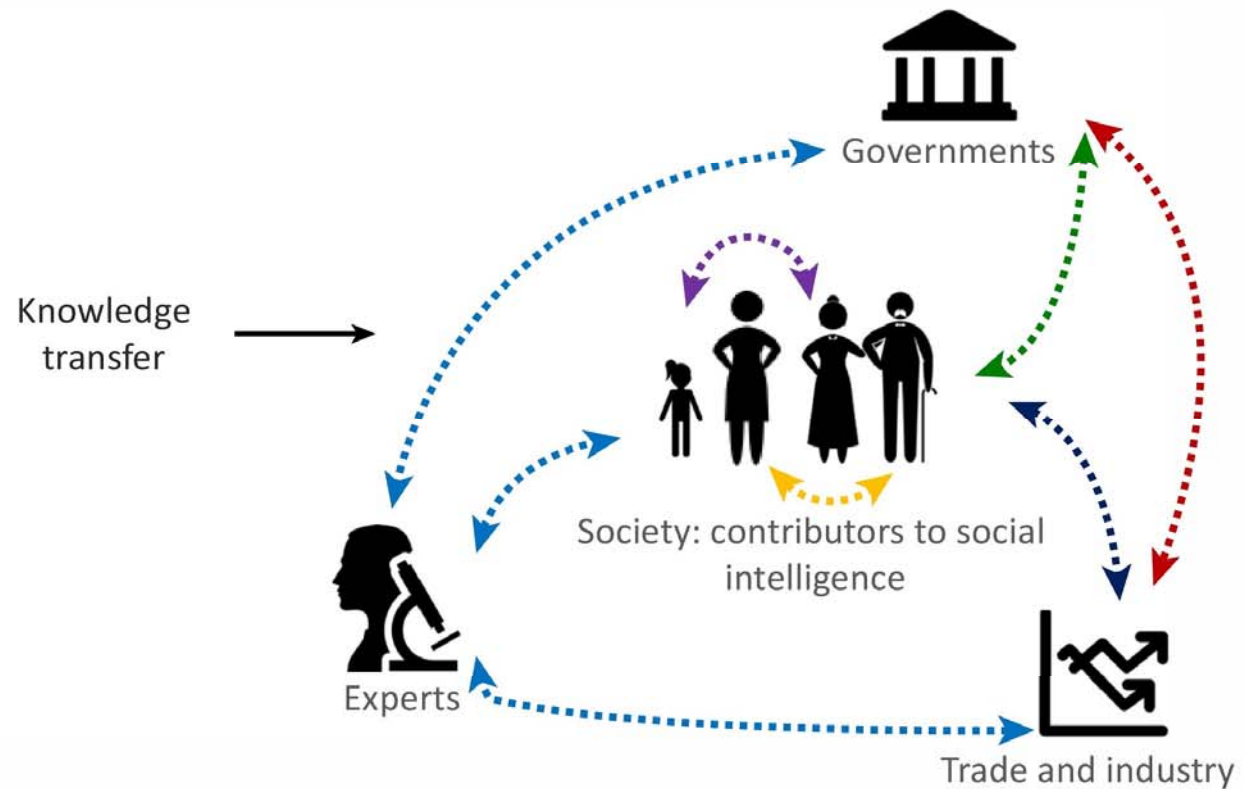 Governments
Knowledge
transfer
Society: contributors to social
intelligence
Experts
Trade and industry